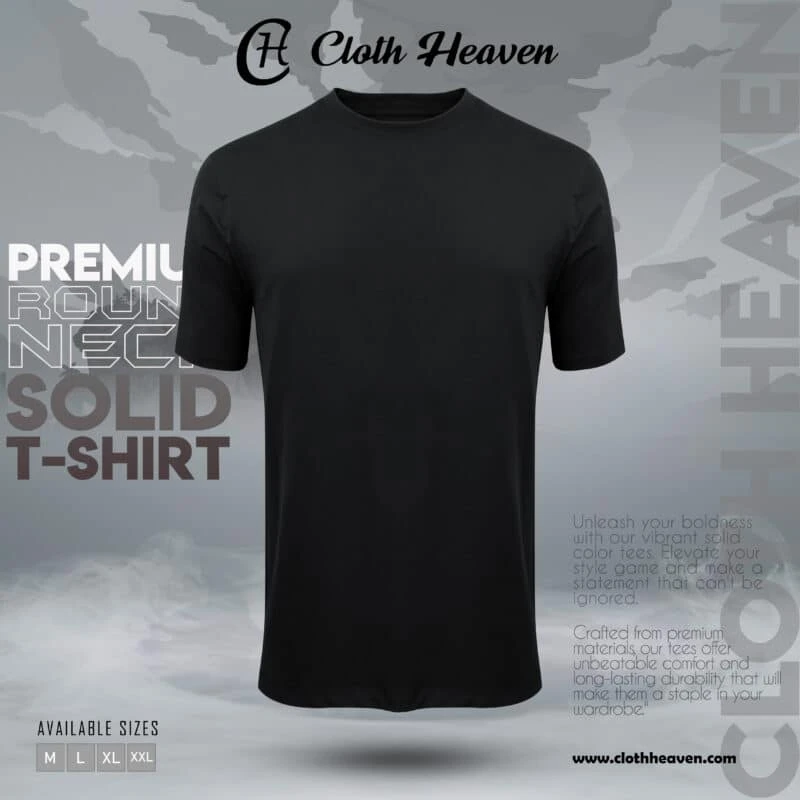 CH Cloth Heaven
PREMIU
ROUN
NEC
SOLID
T-SHIRT
CLOH HEAVEN
Unleash your boldness
with our vibrant solid
color tees. Elevate your
style game and make a
statement that can't be
ignored.
Crafted from premium
materials, our tees offer
unbeatable comfort and
long-lasting durability that will
make them a staple in your
wardrobe."
AVAILABLE SIZES
M L XL XXL
www.clothheaven.com